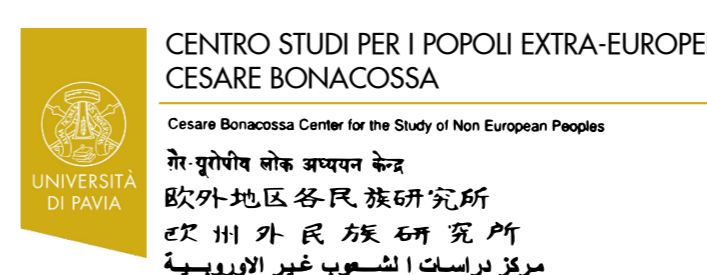 UNIVERSITÀ
DI PAVIA
CENTRO STUDI PER I POPOLI EXTRA-EUROPE
CESARE BONACOSSA
Cesare Bonacossa Center for the Study of Non European Peoples
ग़ैर-यूरोपीय लोक अध्ययन केन्द्र
欧外地区各民族研究所
欧州外民族研究所
مركز دراسات الشعوب غير الاوروبية